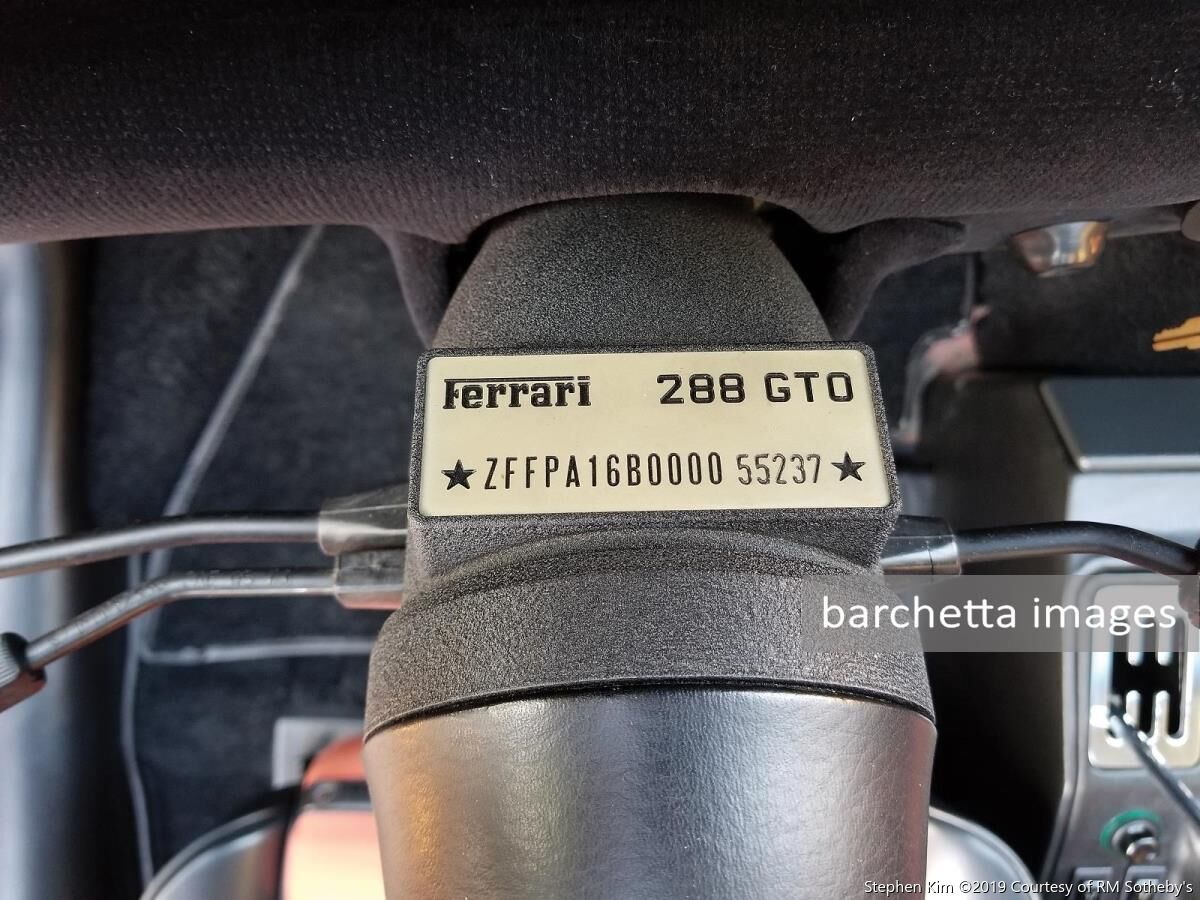 Ferrari 288 GTO
★ZFFPA16B0000 55237★
barchetta images
Stephen Kim ©2019 Courtesy of RM Sotheby's